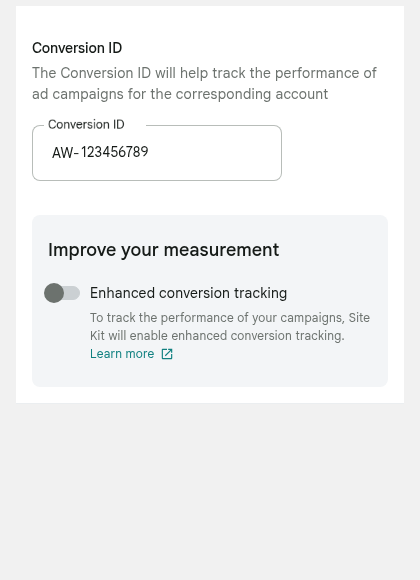 Conversion ID
The Conversion ID will help track the performance of
ad campaigns for the corresponding account
Conversion ID
AW- 123456789
Improve your measurement
Enhanced conversion tracking
To track the performance of your campaigns, Site
Kit will enable enhanced conversion tracking.
Learn more